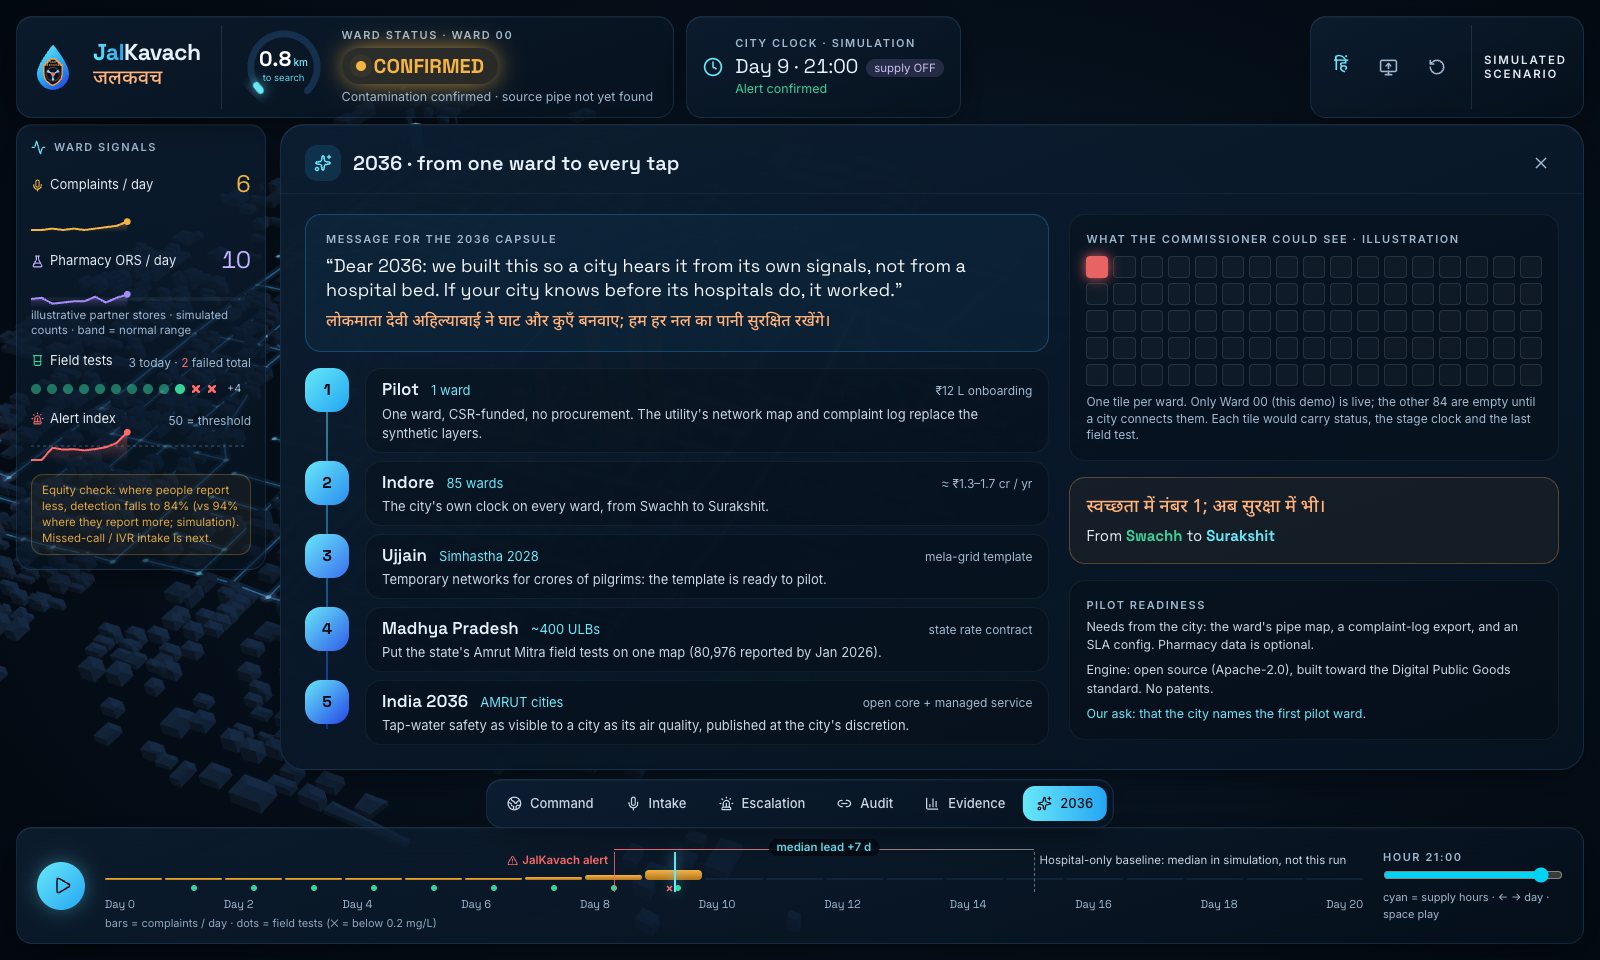 JalKavach
जलकवच
0.8 km
to search
WARD STATUS · WARD 00
CONFIRMED
Contamination confirmed · source pipe not yet found
CITY CLOCK · SIMULATION
Day 9 · 21:00 supply OFF
Alert confirmed
हिं
SIMULATED
SCENARIO
WARD SIGNALS
Complaints / day 6
Pharmacy ORS / day 10
illustrative partner stores · simulated
counts · band = normal range
Field tests 3 today · 2 failed total
+4
Alert index 50 = threshold
Equity check: where people report
less, detection falls to 84% (vs 94%
where they report more; simulation).
Missed-call / IVR intake is next.
2036 · from one ward to every tap
MESSAGE FOR THE 2036 CAPSULE
“Dear 2036: we built this so a city hears it from its own signals, not from a
hospital bed. If your city knows before its hospitals do, it worked.”
लोकमाता देवी अहिल्याबाई ने घाट और कुएँ बनवाए; हम हर नल का पानी सुरक्षित रखेंगे।
1
Pilot 1 ward ₹12 L onboarding
One ward, CSR-funded, no procurement. The utility's network map and complaint log replace the
synthetic layers.
2
Indore 85 wards ≈ ₹1.3–1.7 cr / yr
The city's own clock on every ward, from Swachh to Surakshit.
3
Ujjain Simhastha 2028 mela-grid template
Temporary networks for crores of pilgrims: the template is ready to pilot.
4
Madhya Pradesh ~400 ULBs state rate contract
Put the state's Amrut Mitra field tests on one map (80,976 reported by Jan 2026).
5
India 2036 AMRUT cities open core + managed service
Tap-water safety as visible to a city as its air quality, published at the city's discretion.
WHAT THE COMMISSIONER COULD SEE · ILLUSTRATION
One tile per ward. Only Ward 00 (this demo) is live; the other 84 are empty until
a city connects them. Each tile would carry status, the stage clock and the last
field test.
स्वच्छता में नंबर 1; अब सुरक्षा में भी।
From Swachh to Surakshit
PILOT READINESS
Needs from the city: the ward's pipe map, a complaint-log export, and an
SLA config. Pharmacy data is optional.
Engine: open source (Apache-2.0), built toward the Digital Public Goods
standard. No patents.
Our ask: that the city names the first pilot ward.
Command Intake Escalation Audit Evidence 2036
JalKavach alert
median lead +7 d
Hospital-only baseline: median in simulation, not this run
Day 0 Day 2 Day 4 Day 6 Day 8 Day 10 Day 12 Day 14 Day 16 Day 18 Day 20
bars = complaints / day · dots = field tests (✕ = below 0.2 mg/L)
HOUR 21:00
cyan = supply hours · ← → day ·
space play